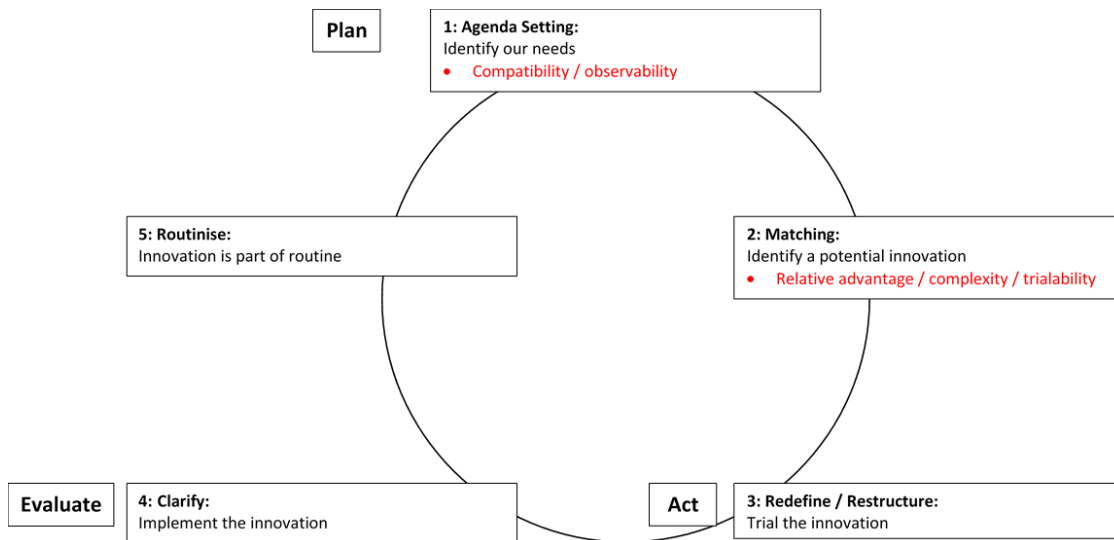 Plan
1: Agenda Setting:
Identify our needs
• Compatibility / observability
5: Routinise:
Innovation is part of routine
2: Matching:
Identify a potential innovation
• Relative advantage / complexity / trialability
Evaluate
4: Clarify:
Implement the innovation
Act
3: Redefine / Restructure:
Trial the innovation